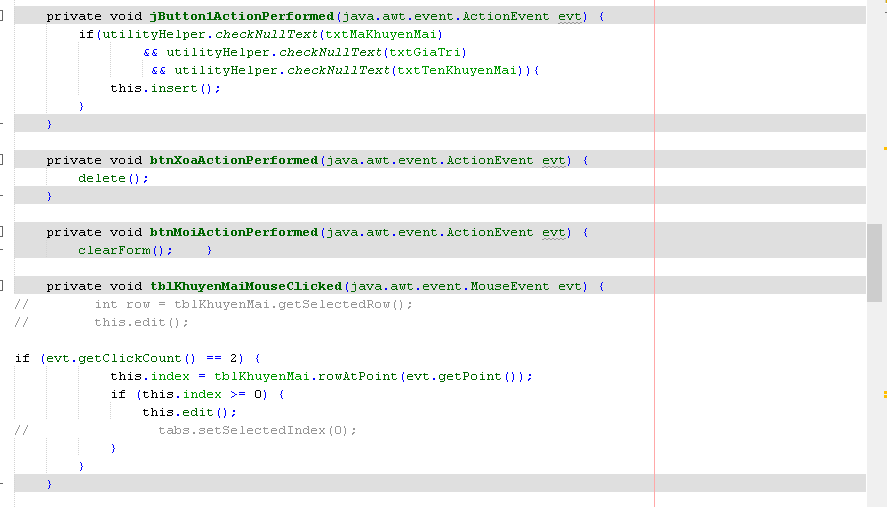 private void jButton1ActionPerformed(java.awt.event.ActionEvent evt) {
if(utilityHelper.checkNullText(txtMaKhuyenMai)
&& utilityHelper.checkNullText(txtGiaTri)
&& utilityHelper.checkNullText(txtTenKhuyenMai)){
this.insert();
}
}
private void btnXoaActionPerformed(java.awt.event.ActionEvent evt) {
delete();
}
private void btnMoiActionPerformed(java.awt.event.ActionEvent evt) {
clearForm();    }
private void tblKhuyenMaiMouseClicked(java.awt.event.MouseEvent evt) {
//        int row = tblKhuyenMai.getSelectedRow();
//        this.edit();
if (evt.getClickCount() == 2) {
this.index = tblKhuyenMai.rowAtPoint(evt.getPoint());
if (this.index >= 0) {
this.edit();
//                tabs.setSelectedIndex(0);
}
}
}